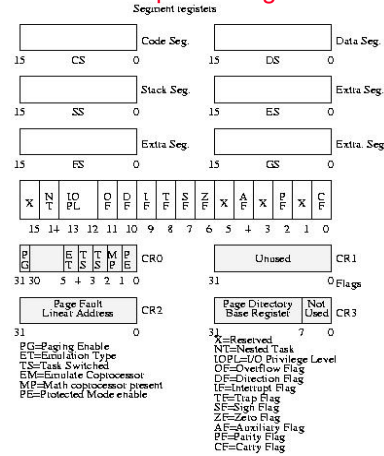 Segment registers
Code Seg.
Data Seg.
15 CS 0
15 DS 0
Stack Seg.
Extra Seg
15 SS 0
15 ES 0
Extra Seg.
Extra. Seg
15 FS 0
15 GS 0
X NT IOPL OF DF IF TF SF ZF X AF X PF X CF
15 14 13 12 11 10 9 8 7 6 5 4 3 2 1 0
PG ET TS TS MP PE CR0
Unused CR1
31 30 5 4 3 2 1 0
31 0 Flags
Page Fault
Linear Address CR2
Page Directory
Base Register
Not
Used CR3
31 0
31 7 0
PG=Paging Enable
ET=Emulation Type
TS=Task Switched
EM=Emulate Coprocessor
MP=Math coprocessor present
PE=Protected Mode enable
X=Reserved
NT=Nested Task
IOPL=I/O Privilege Level
OF=Overflow Flag
DF=Direction Flag
IF=Interrupt Flag
TF=Trap Flag
SF=Sign Flag
ZF=Zero Flag
AF=Auxiliary Flag
PF=Parity Flag
CF=Carry Flag